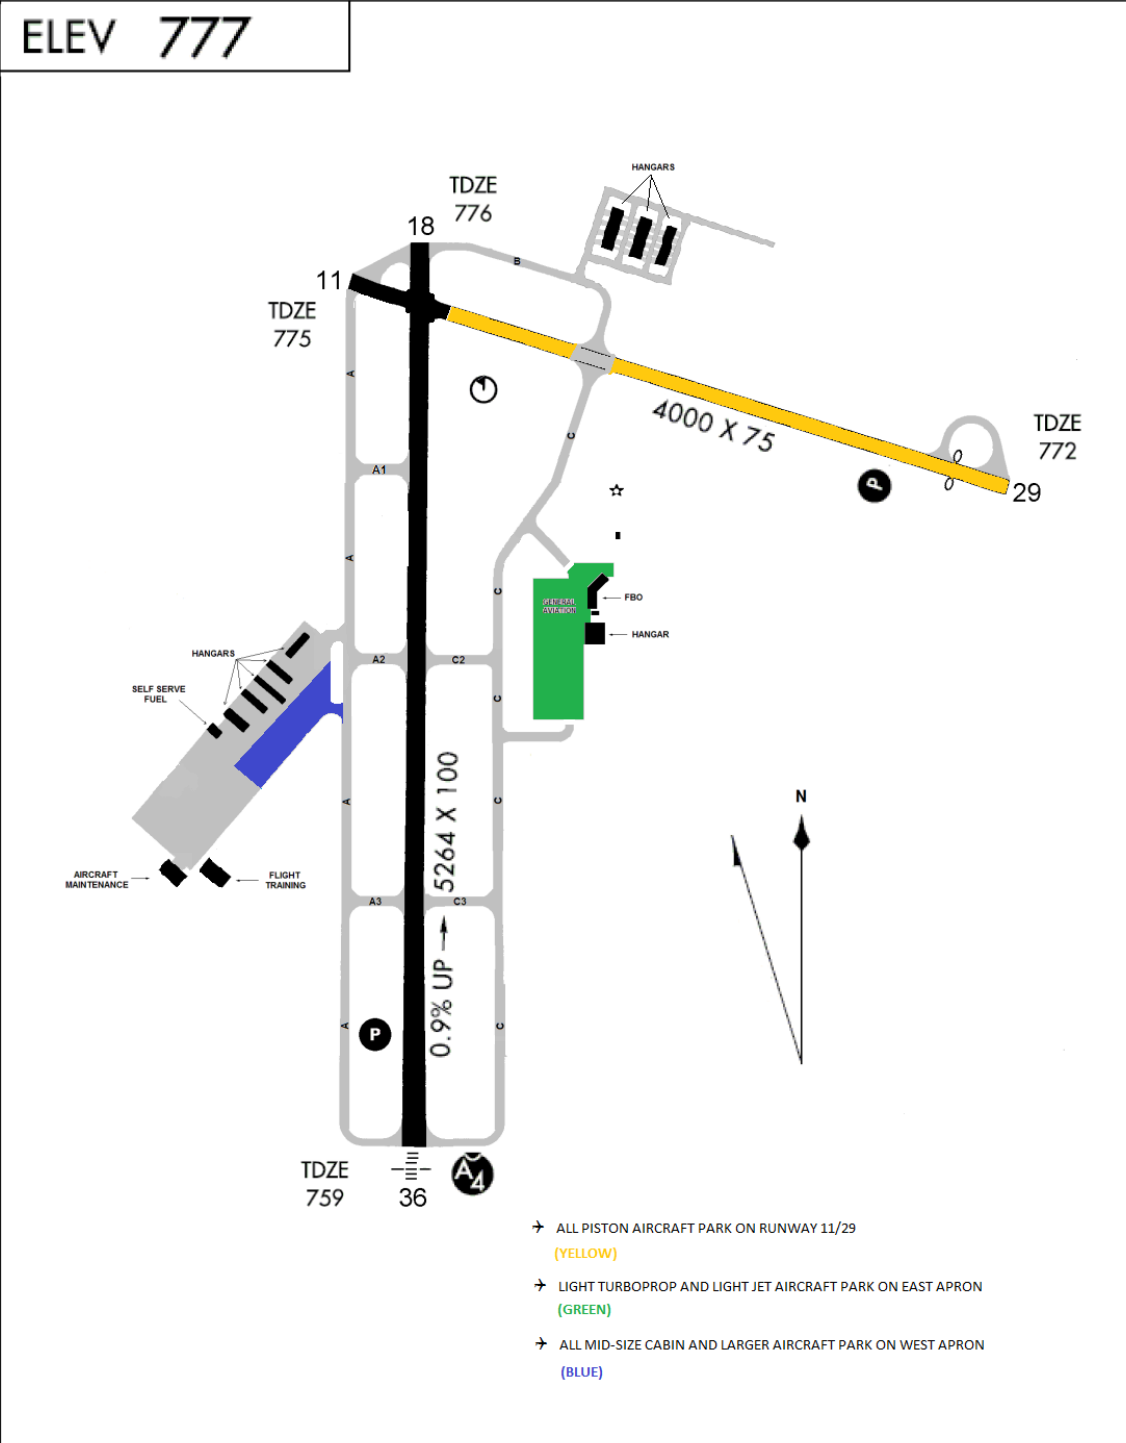 ELEV 777
HANGARS
TDZE
776
18
B
11
TDZE
775
A
4000 X 75
TDZE
772
C
A1
P
29
A
C
GENERAL
AVIATION
FBO
HANGAR
HANGARS
A2
C2
SELF SERVE
FUEL
C
5264 X 100
A
C
N
AIRCRAFT
MAINTENANCE
FLIGHT
TRAINING
A3
C3
0.9% UP
A
P
C
TDZE
759
36
A4
ALL PISTON AIRCRAFT PARK ON RUNWAY 11/29
(YELLOW)
LIGHT TURBOPROP AND LIGHT JET AIRCRAFT PARK ON EAST APRON
(GREEN)
ALL MID-SIZE CABIN AND LARGER AIRCRAFT PARK ON WEST APRON
(BLUE)